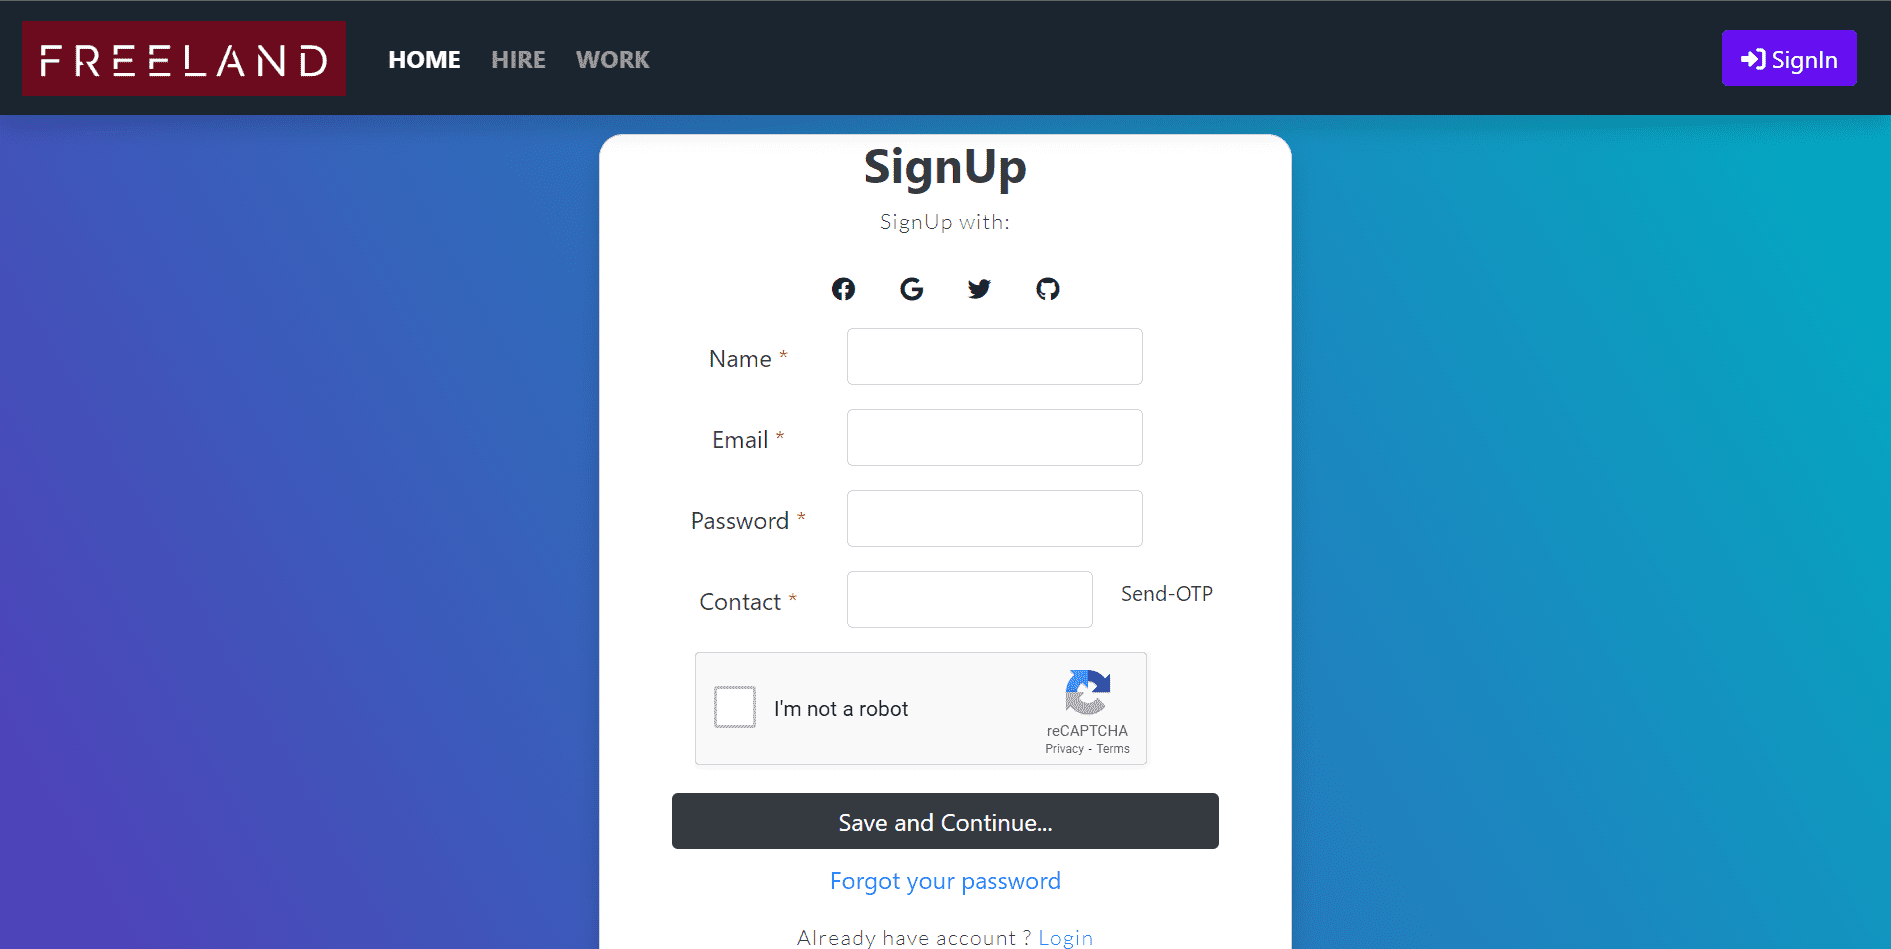 FREELAND HOME HIRE WORK SignIn
SignUp
SignUp with:
Name *
Email *
Password *
Contact * Send-OTP
I'm not a robot
reCAPTCHA
Privacy - Terms
Save and Continue...
Forgot your password
Already have account ? Login